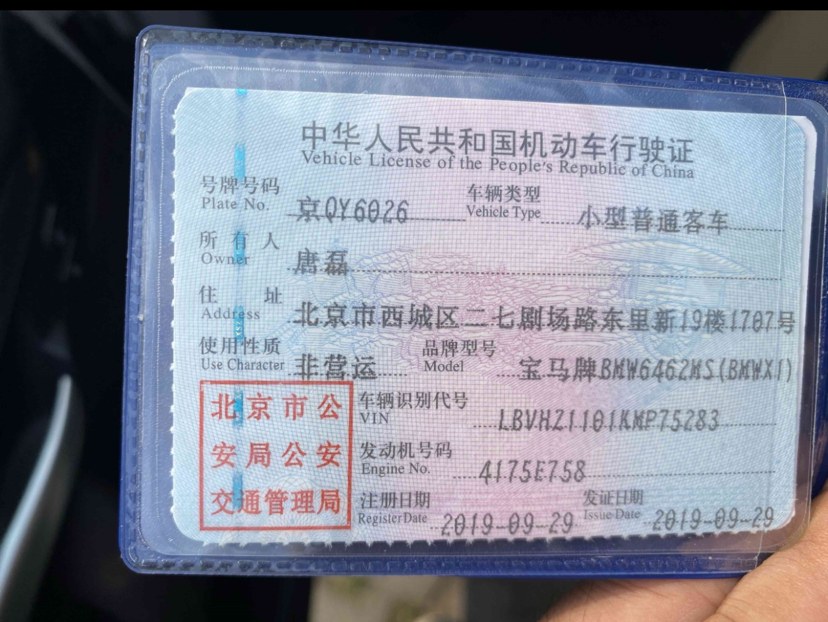 中华人民共和国机动车行驶证
Vehicle License of the People's Republic of China
号牌号码 京QY6026 车辆类型 小型普通客车
Plate No. Vehicle Type
所有人 唐磊
Owner
住址 北京市西城区二七剧场路东里新19楼1707号
Address
使用性质 非营运 品牌型号 宝马牌BMW6462MS(BMWX1)
Use Character Model
北京市公
安局公安
交通管理局
车辆识别代号 LBVHZ1101KMP75283
VIN
发动机号码 4175E758
Engine No.
注册日期 2019-09-29 发证日期 2019-09-29
Register Date Issue Date